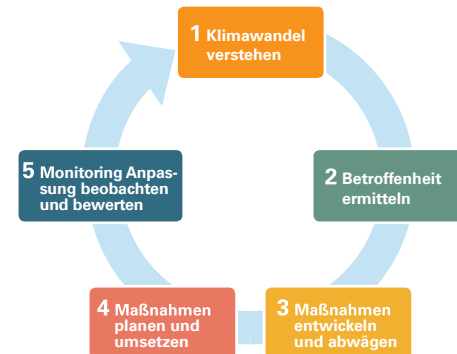 1 Klimawandel
verstehen
2 Betroffenheit
ermitteln
3 Maßnahmen
entwickeln
und abwägen
4 Maßnahmen
planen und
umsetzen
5 Monitoring Anpas-
sung beobachten
und bewerten